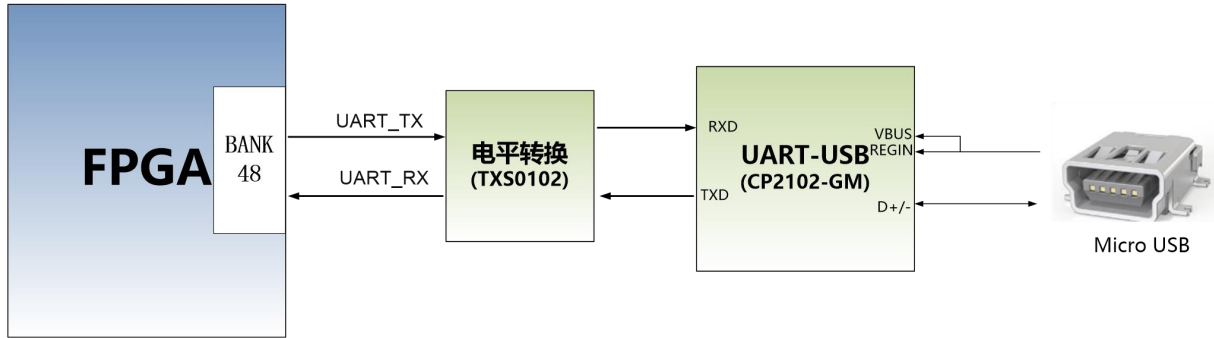 FPGA
BANK
48
UART_TX
UART_RX
电平转换
(TXS0102)
RXD
TXD
UART-USB
(CP2102-GM)
VBUS
REGIN
D+/-
Micro USB